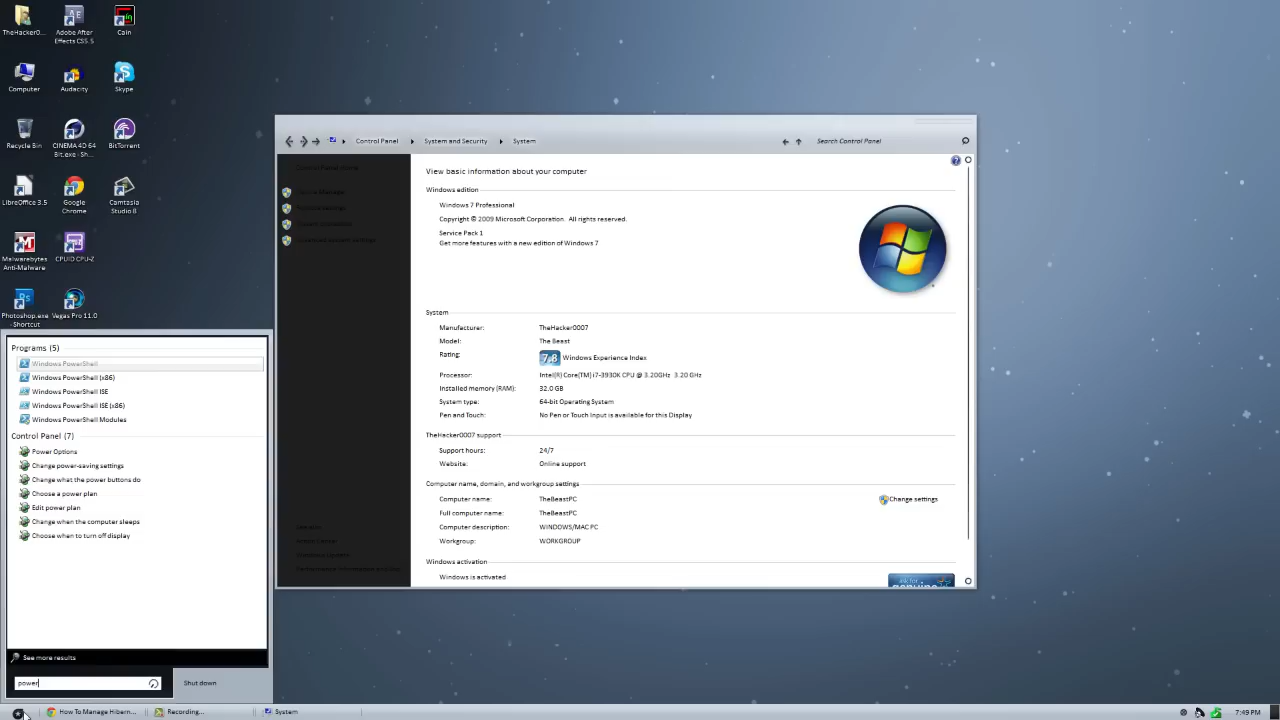 TheHacker0...
Adobe After
Effects CS5.5
Cain
Computer
Audacity
Skype
Recycle Bin
CINEMA 4D 64
Bit.exe - Sh...
BitTorrent
LibreOffice 3.5
Google
Chrome
Camtasia
Studio 8
Malwarebytes
Anti-Malware
CPUID CPU-Z
Photoshop.exe
- Shortcut
Vegas Pro 11.0
Programs (5)
Windows PowerShell
Windows PowerShell (x86)
Windows PowerShell ISE
Windows PowerShell ISE (x86)
Windows PowerShell Modules
Control Panel (7)
Power Options
Change power-saving settings
Change what the power buttons do
Choose a power plan
Edit power plan
Change when the computer sleeps
Choose when to turn off display
See more results
power
Shut down
Control Panel
System and Security
System
Search Control Panel
View basic information about your computer
Windows edition
Windows 7 Professional
Copyright © 2009 Microsoft Corporation. All rights reserved.
Service Pack 1
Get more features with a new edition of Windows 7
System
Manufacturer: TheHacker0007
Model: The Beast
Rating: 7.8 Windows Experience Index
Processor: Intel(R) Core(TM) i7-3930K CPU @ 3.20GHz 3.20 GHz
Installed memory (RAM): 32.0 GB
System type: 64-bit Operating System
Pen and Touch: No Pen or Touch Input is available for this Display
TheHacker0007 support
Support hours: 24/7
Website: Online support
Computer name, domain, and workgroup settings
Computer name: TheBeastPC
Change settings
Full computer name: TheBeastPC
Computer description: WINDOWS/MAC PC
Workgroup: WORKGROUP
Windows activation
Windows is activated
ask for
genuine
How To Manage Hibern...
Recording...
System
7:49 PM